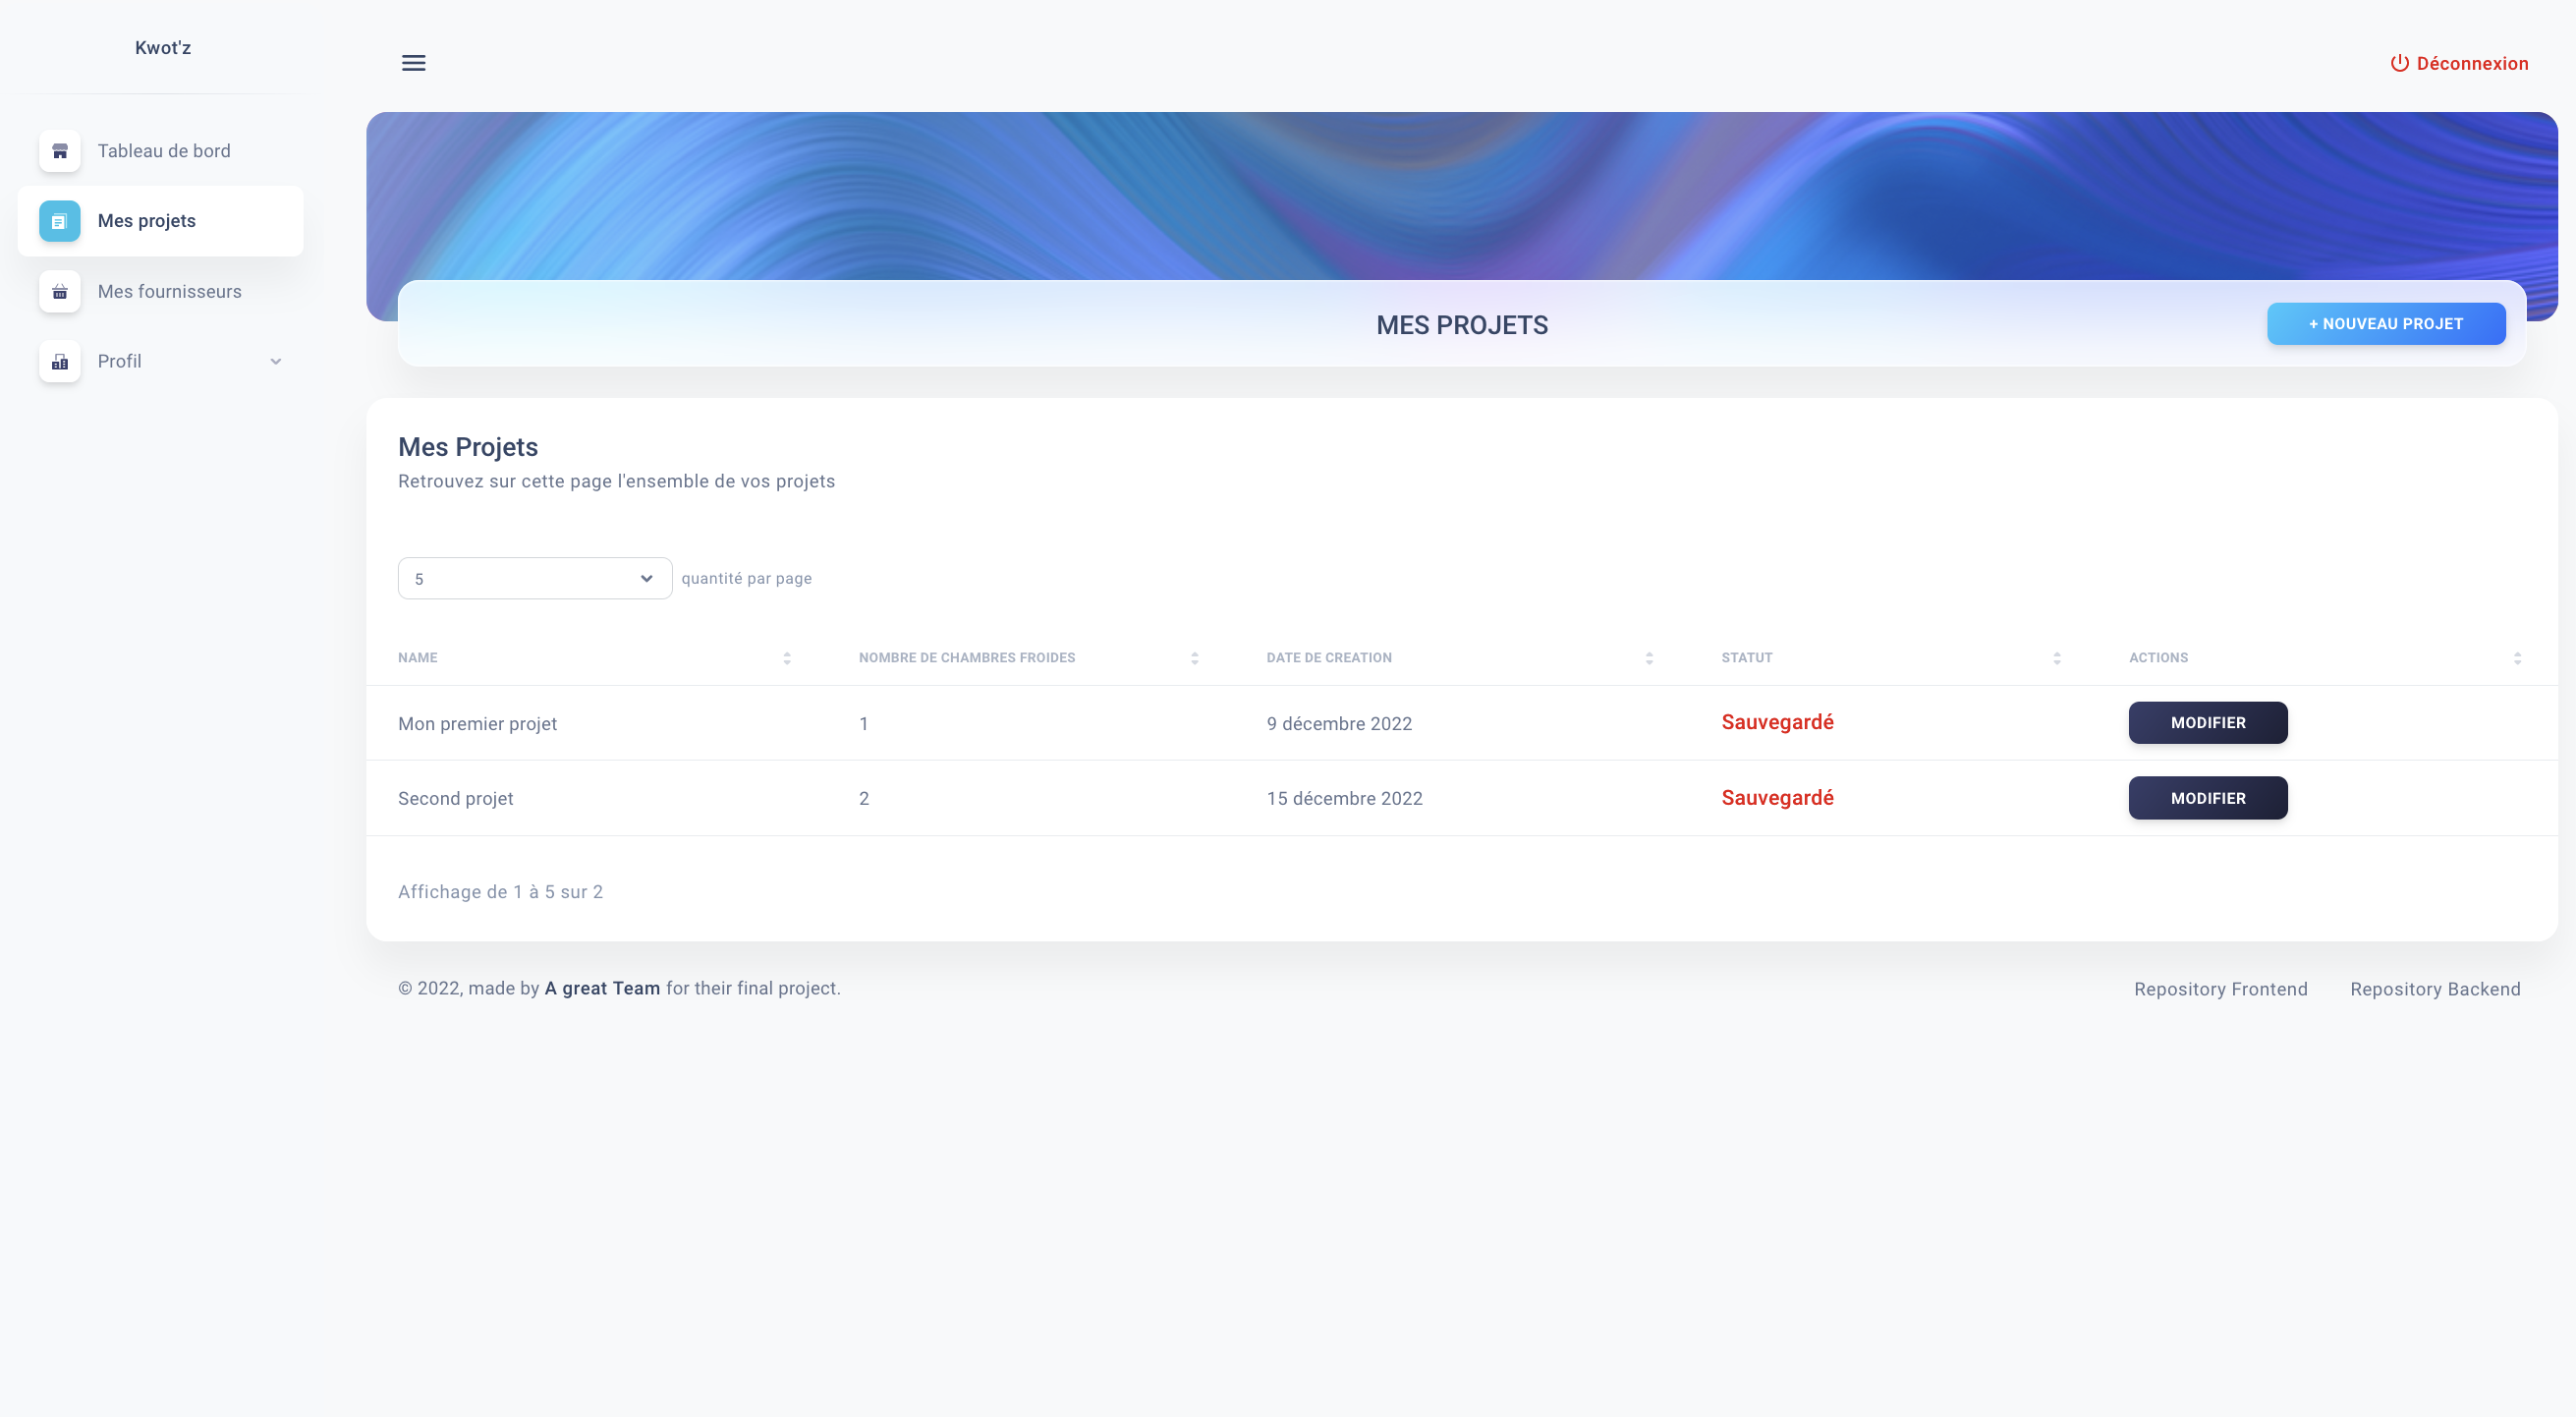 Kwot'z
Déconnexion
Tableau de bord
Mes projets
Mes fournisseurs
Profil
MES PROJETS
+ NOUVEAU PROJET
Mes Projets
Retrouvez sur cette page l'ensemble de vos projets
5 quantité par page
NAME NOMBRE DE CHAMBRES FROIDES DATE DE CREATION STATUT ACTIONS
Mon premier projet 1 9 décembre 2022 Sauvegardé MODIFIER
Second projet 2 15 décembre 2022 Sauvegardé MODIFIER
Affichage de 1 à 5 sur 2
© 2022, made by A great Team for their final project.
Repository Frontend Repository Backend